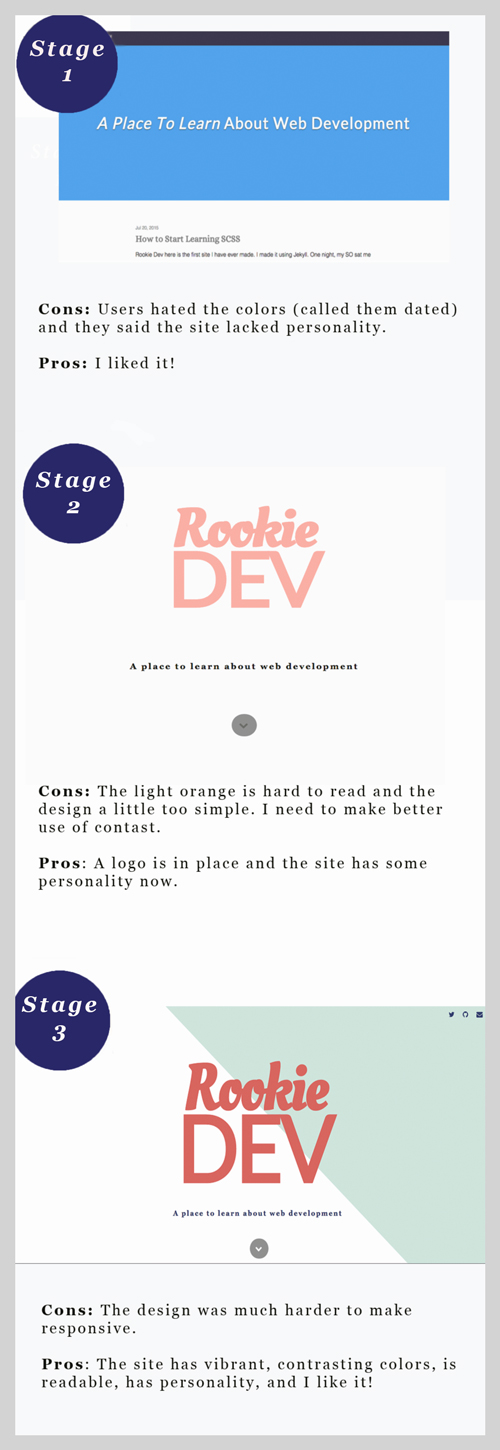 Stage
1
A Place To Learn About Web Development
Jul 20, 2016
How to Start Learning SCSS
Rookie Dev here is the first site I have ever made. I made it using Jekyll. One night, my SO sat me
Cons: Users hated the colors (called them dated)
and they said the site lacked personality.
Pros: I liked it!
Stage
2
Rookie
DEV
A place to learn about web development
Cons: The light orange is hard to read and the
design a little too simple. I need to make better
use of contast.
Pros: A logo is in place and the site has some
personality now.
Stage
3
Rookie
DEV
A place to learn about web development
Cons: The design was much harder to make
responsive.
Pros: The site has vibrant, contrasting colors, is
readable, has personality, and I like it!